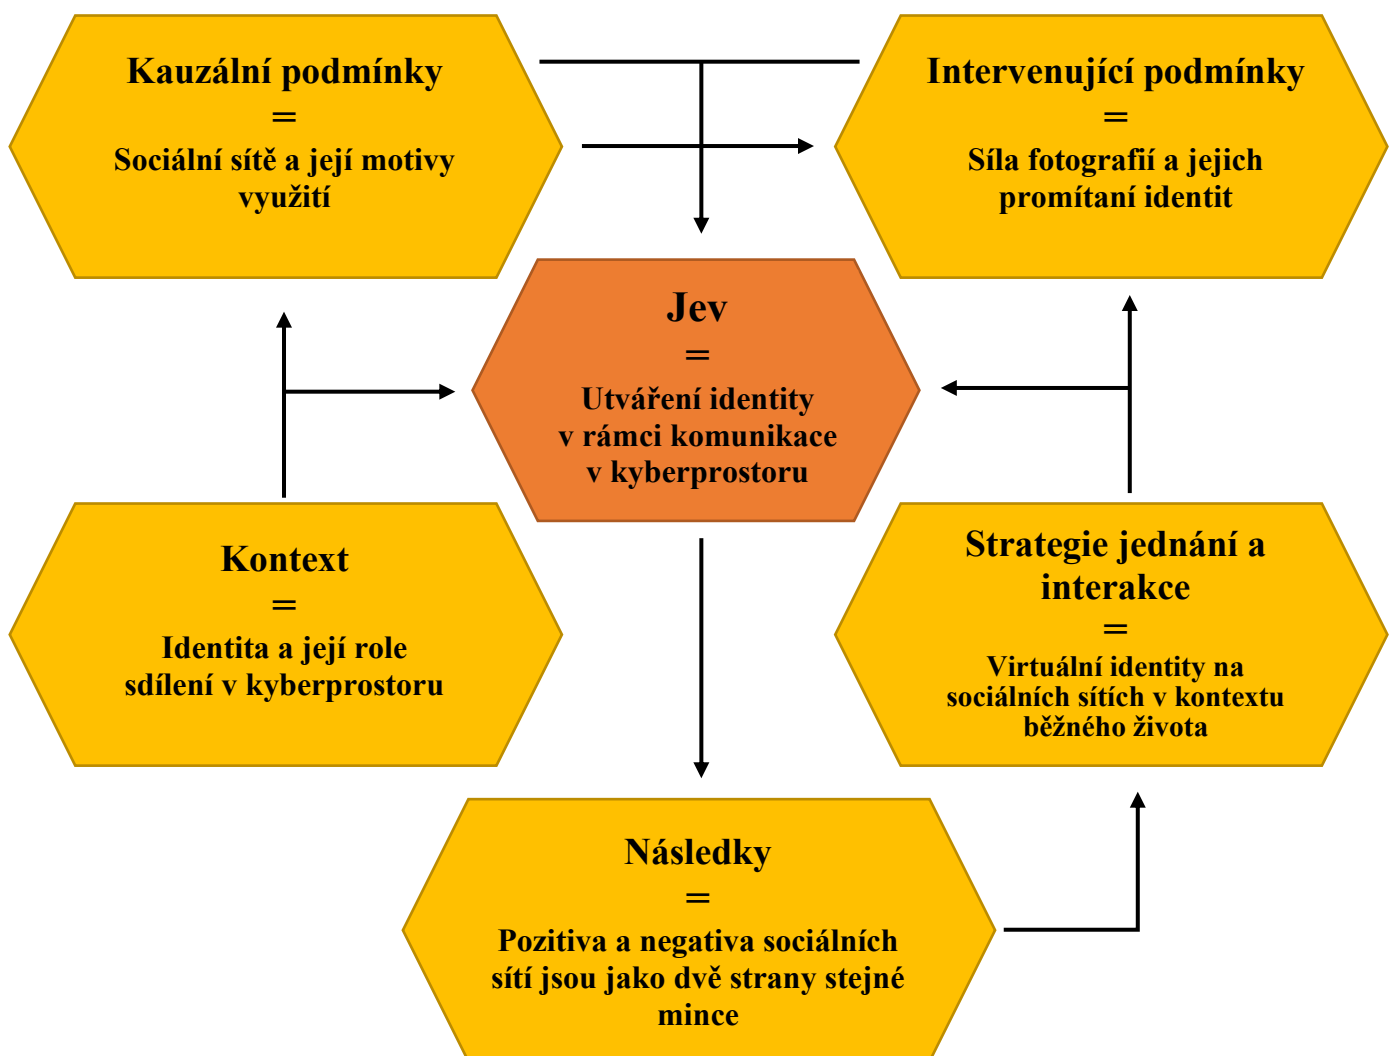 Kauzální podmínky
=
Sociální sítě a její motivy
využití
Intervenující podmínky
=
Síla fotografií a jejich
promítaní identit
Jev
=
Utváření identity
v rámci komunikace
v kyberprostoru
Kontext
=
Identita a její role
sdílení v kyberprostoru
Strategie jednání a
interakce
=
Virtuální identity na
sociálních sítích v kontextu
běžného života
Následky
=
Pozitiva a negativa sociálních
sítí jsou jako dvě strany stejné
mince